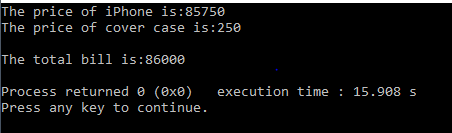 The price of iPhone is:85750
The price of cover case is:250
The total bill is:86000
Process returned 0 (0x0)   execution time : 15.908 s
Press any key to continue.